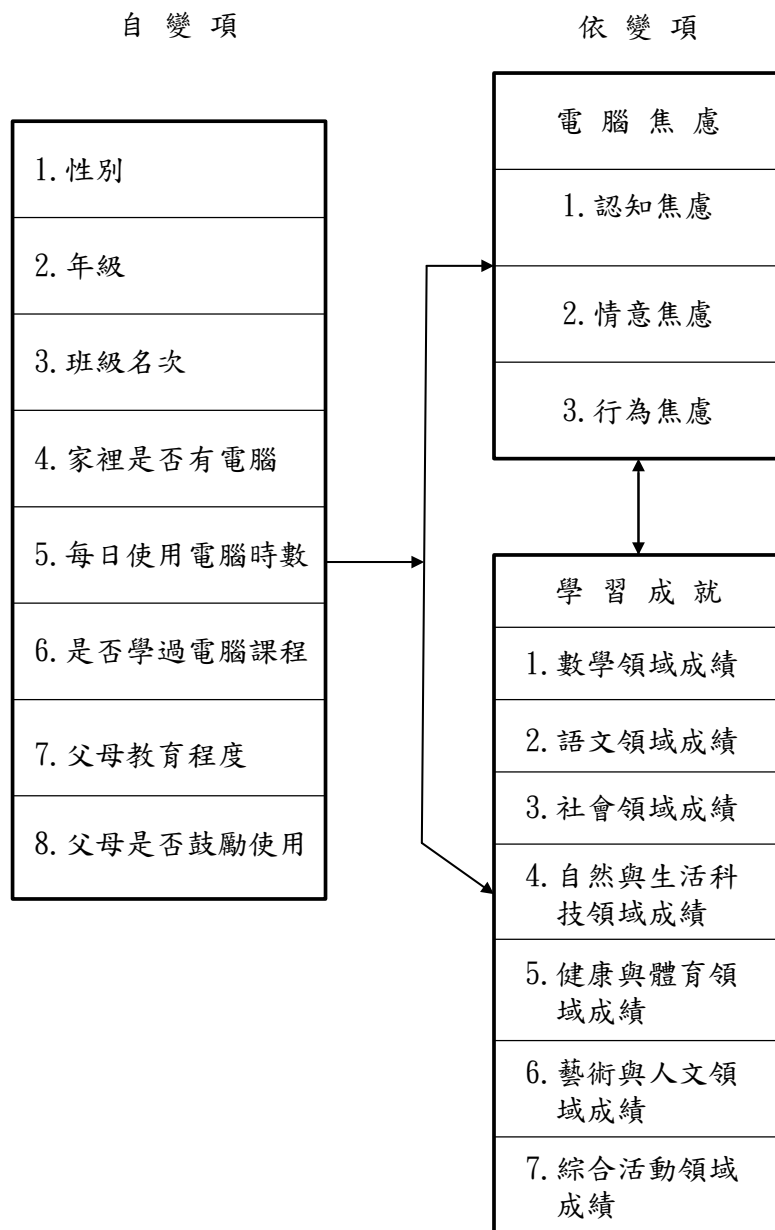 自變項
依變項
1.性別
2.年級
3.班級名次
4.家裡是否有電腦
5.每日使用電腦時數
6.是否學過電腦課程
7.父母教育程度
8.父母是否鼓勵使用
電腦焦慮
1.認知焦慮
2.情意焦慮
3.行為焦慮
學習成就
1.數學領域成績
2.語文領域成績
3.社會領域成績
4.自然與生活科
技領域成績
5.健康與體育領
域成績
6.藝術與人文領
域成績
7.綜合活動領域
成績